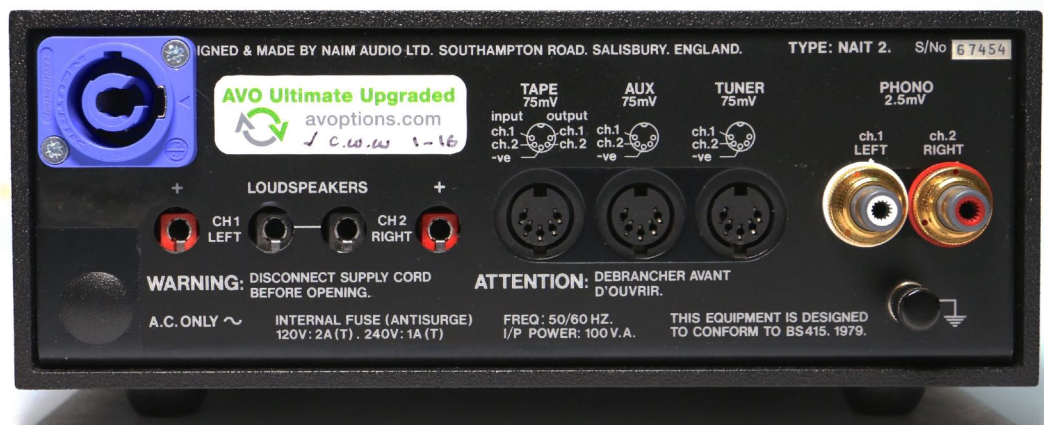 IGNED & MADE BY NAIM AUDIO LTD. SOUTHAMPTON ROAD. SALISBURY. ENGLAND.
TYPE: NAIT 2. S/No 67454
AVO Ultimate Upgraded
avoptions.com
C.W.W 1-16
TAPE
75mV
AUX
75mV
TUNER
75mV
PHONO
2.5mV
input output
ch.1 ch.1
ch.2 ch.2
-ve
ch.1
ch.2
-ve
ch.1
ch.2
-ve
ch.1
LEFT
ch.2
RIGHT
+ LOUDSPEAKERS +
CH1
LEFT
CH2
RIGHT
WARNING: DISCONNECT SUPPLY CORD
BEFORE OPENING.
ATTENTION: DEBRANCHER AVANT
D'OUVRIR.
A.C. ONLY ~
INTERNAL FUSE (ANTISURGE)
120V: 2A (T). 240V: 1A (T)
FREQ: 50/60 HZ.
I/P POWER: 100 V.A.
THIS EQUIPMENT IS DESIGNED
TO CONFORM TO BS415. 1979.